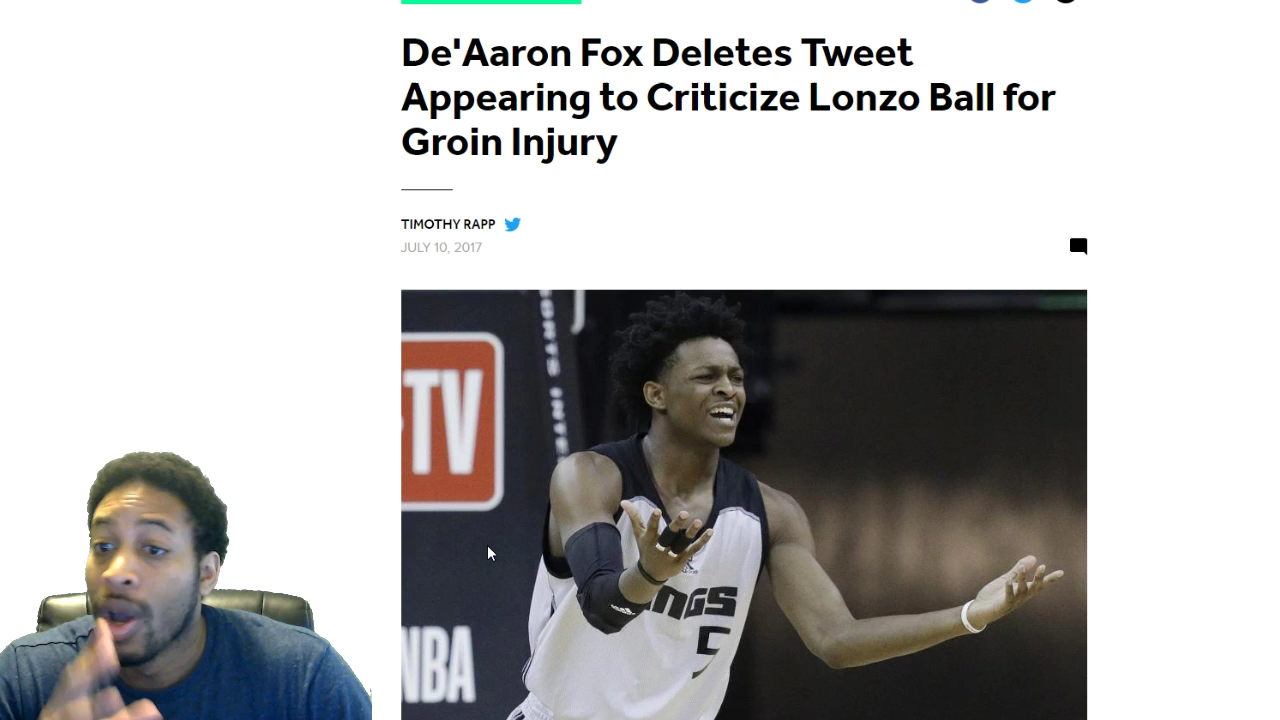 De'Aaron Fox Deletes Tweet
Appearing to Criticize Lonzo Ball for
Groin Injury
TIMOTHY RAPP
JULY 10, 2017
TV
NBA
NGS
5